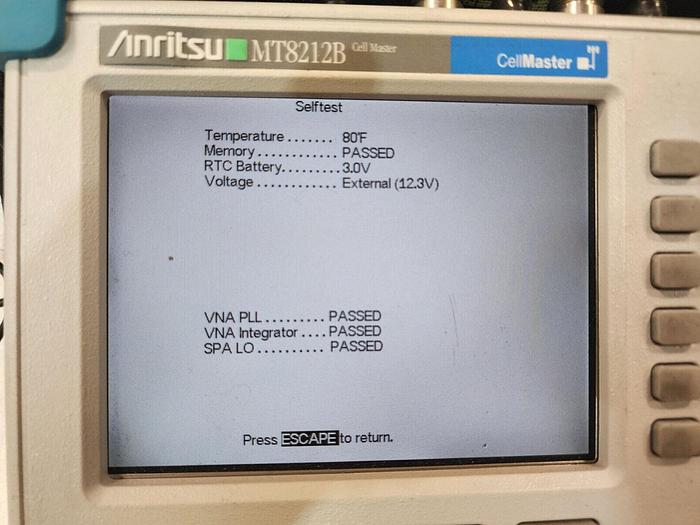 Anritsu MT8212B Cell Master
CellMaster
Selftest
Temperature ....... 80°F
Memory ............ PASSED
RTC Battery......... 3.0V
Voltage ............ External (12.3V)
VNA PLL ......... PASSED
VNA Integrator .... PASSED
SPA LO .......... PASSED
Press ESCAPE to return.